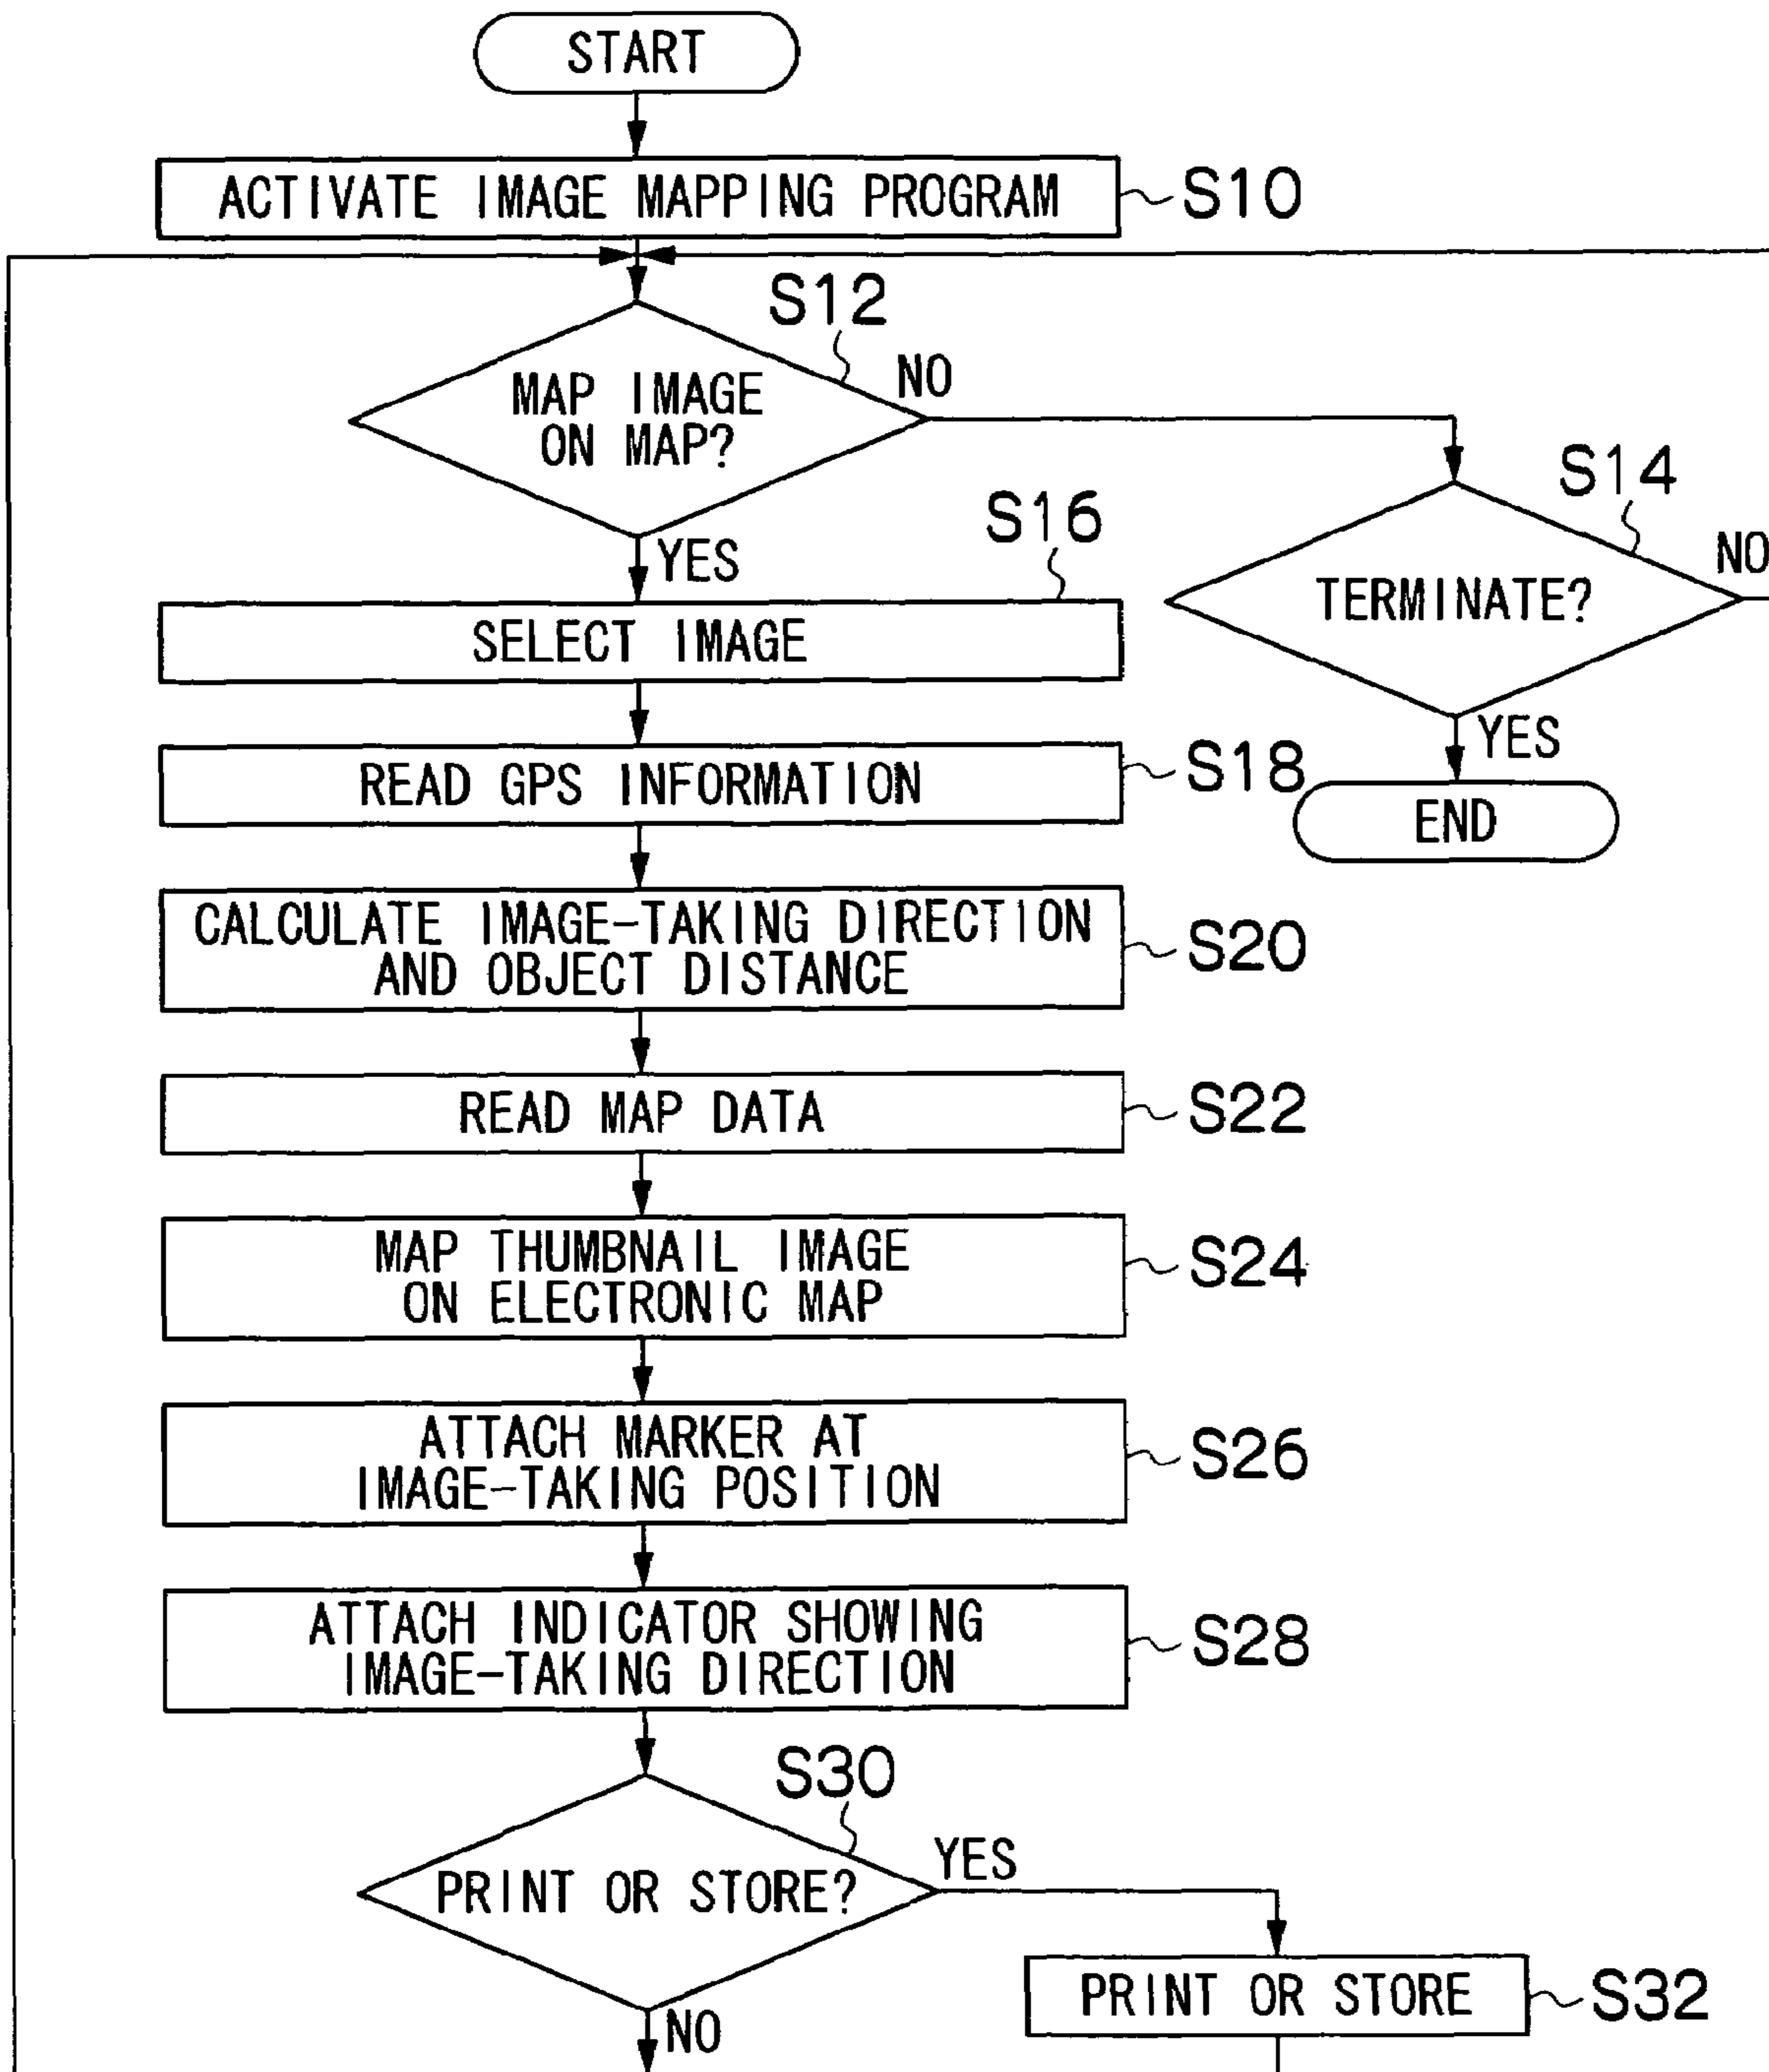 START
ACTIVATE IMAGE MAPPING PROGRAM
S10
S12
MAP IMAGE
ON MAP?
NO
S14
TERMINATE?
NO
YES
END
YES
S16
SELECT IMAGE
READ GPS INFORMATION
S18
CALCULATE IMAGE-TAKING DIRECTION
AND OBJECT DISTANCE
S20
READ MAP DATA
S22
MAP THUMBNAIL IMAGE
ON ELECTRONIC MAP
S24
ATTACH MARKER AT
IMAGE-TAKING POSITION
S26
ATTACH INDICATOR SHOWING
IMAGE-TAKING DIRECTION
S28
S30
PRINT OR STORE?
YES
PRINT OR STORE
S32
NO